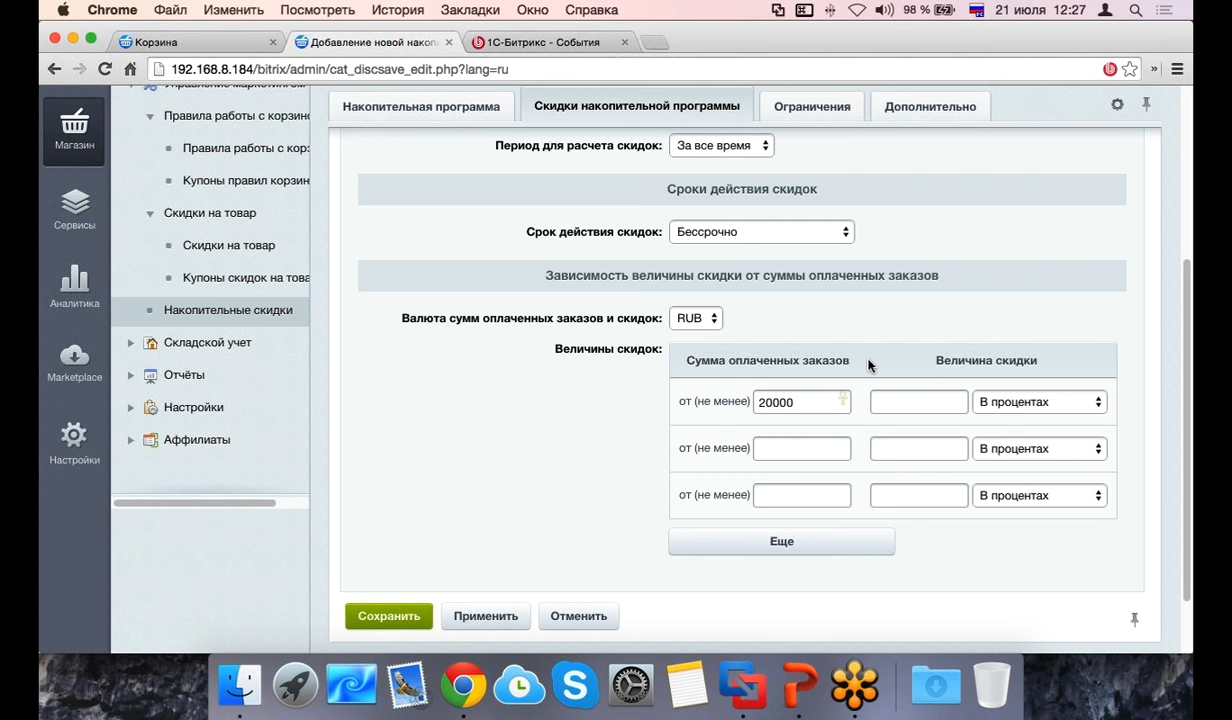 Chrome Файл Изменить Посмотреть История Закладки Окно Справка 98 % 21 июля 12:27
Корзина Добавление новой накоп 1С-Битрикс - События
192.168.8.184/bitrix/admin/cat_discsave_edit.php?lang=ru
Магазин
Сервисы
Аналитика
Marketplace
Настройки
Правила работы с корзино
Правила работы с кор
Купоны правил корзин
Скидки на товар
Скидки на товар
Купоны скидок на това
Накопительные скидки
Складской учет
Отчёты
Настройки
Аффилиаты
Накопительная программа Скидки накопительной программы Ограничения Дополнительно
Период для расчета скидок: За все время
Сроки действия скидок
Срок действия скидок: Бессрочно
Зависимость величины скидки от суммы оплаченных заказов
Валюта сумм оплаченных заказов и скидок: RUB
Величины скидок: Сумма оплаченных заказов Величина скидки
от (не менее) 20000 В процентах
от (не менее) В процентах
от (не менее) В процентах
Еще
Сохранить Применить Отменить